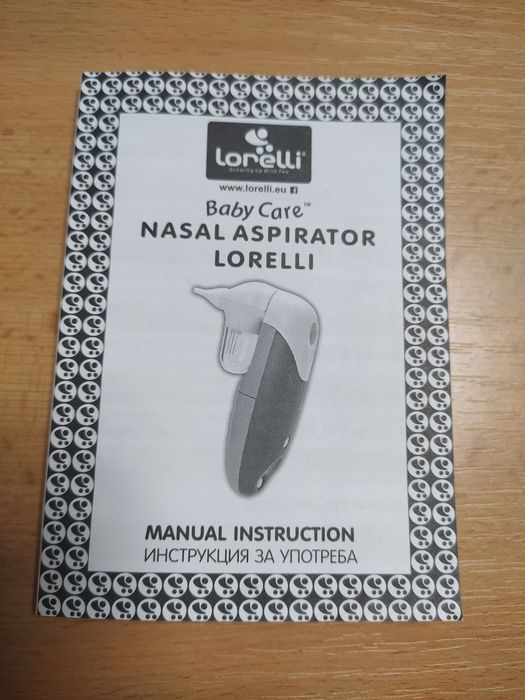 Lorelli
Growing Up With You
www.lorelli.eu
Baby Care™
NASAL ASPIRATOR
LORELLI
MANUAL INSTRUCTION
ИНСТРУКЦИЯ ЗА УПОТРЕБА